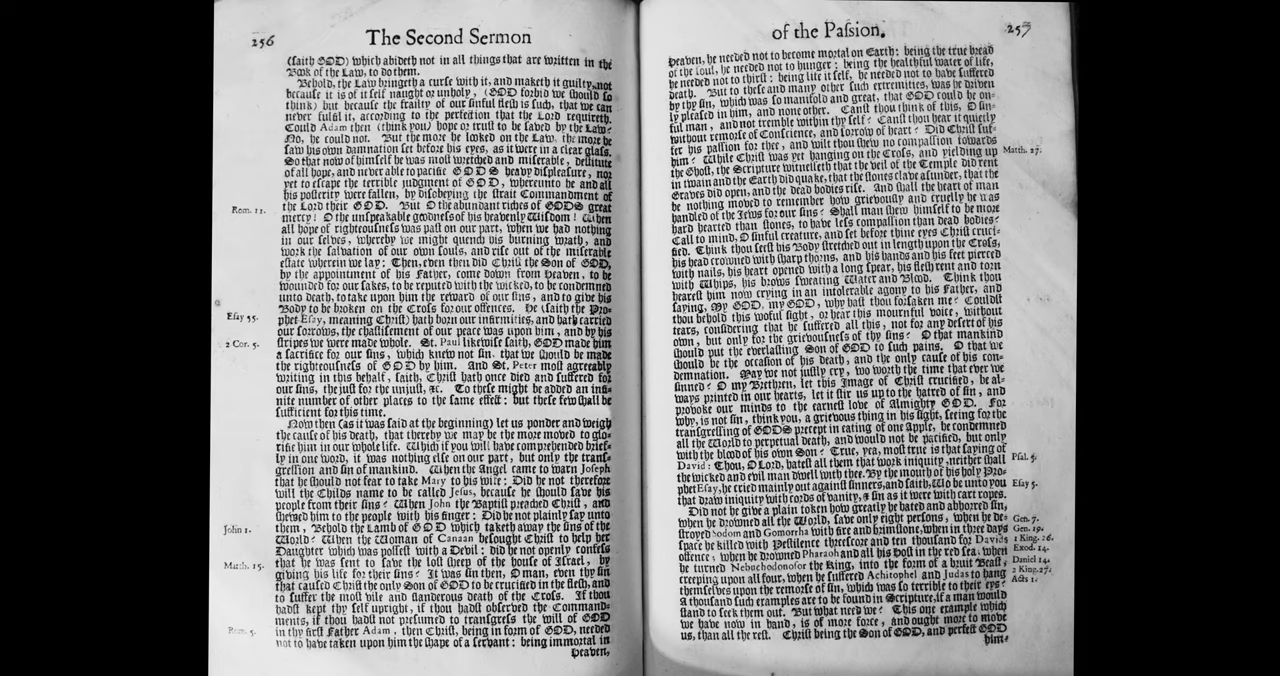 256
The Second Sermon
(saith GOD) which abideth not in all things that are written in the
Book of the Law, to do them.
Behold, the Law bringeth a curse with it, and maketh it guilty, not
because it is of it self naught or unholy, (GOD forbid we should so
think) but because the frailty of our sinful flesh is such, that we can
never fulfil it, according to the perfection that the Lord requireth.
Could Adam then (think you) hope or trust to be saved by the Law?
No, he could not. But the more he looked on the Law, the more he
saw his own damnation set before his eyes, as it were in a clear glass.
So that now of himself he was most wretched and miserable, destitute
of all hope, and never able to pacifie GODS heavy displeasure, nor
yet to escape the terrible judgment of GOD, whereunto he and all
his posterity were fallen, by disobeying the strait Commandment of
the Lord their GOD. But O the abundant riches of GODS great
Rom. 11.
mercy! O the unspeakable goodness of his heavenly Wisdom! When
all hope of righteousness was past on our part, when we had nothing
in our selves, whereby we might quench his burning wrath, and
work the salvation of our own souls, and rise out of the miserable
estate wherein we lay: Then, even then did Christ the Son of GOD,
by the appointment of his Father, come down from Heaven, to be
wounded for our sakes, to be reputed with the wicked, to be condemned
unto death, to take upon him the reward of our sins, and to give his
Body to be broken on the Cross for our offences. He (saith the Pro-
Esay 55.
phet Esay, meaning Christ) hath born our infirmities, and hath carried
our sorrows, the chastisement of our peace was upon him, and by his
2 Cor. 5.
stripes we were made whole. St. Paul likewise saith, GOD made him
a sacrifice for our sins, which knew not sin, that we should be made
the righteousness of GOD by him. And St. Peter most agreeably
writing in this behalf, saith, Christ hath once died and suffered for
our sins, the just for the unjust, &c. To these might be added an infi-
nite number of other places to the same effect: but these few shall be
sufficient for this time.
Now then (as it was said at the beginning) let us ponder and weigh
the cause of his death, that thereby we may be the more moved to glo-
rifie him in our whole life. Which if you will have comprehended brief-
ly in one word, it was nothing else on our part, but only the trans-
gression and sin of mankind. When the Angel came to warn Joseph
that he should not fear to take Mary to his wife: Did he not therefore
will the Childs name to be called Jesus, because he should save his
people from their sins? When John the Baptist preached Christ, and
shewed him to the people with his finger: Did he not plainly say unto
John 1.
them, Behold the Lamb of GOD which taketh away the sins of the
World? When the Woman of Canaan besought Christ to help her
Daughter which was possest with a Devil: did he not openly confess
Matth. 15.
that he was sent to save the lost sheep of the house of Israel, by
giving his life for their sins? It was sin then, O man, even thy sin
that caused Christ the only Son of GOD to be crucified in the flesh, and
to suffer the most vile and slanderous death of the Cross. If thou
hadst kept thy self upright, if thou hadst observed the Command-
ments, if thou hadst not presumed to transgress the will of GOD
Rom. 5.
in thy first Father Adam, then Christ, being in form of GOD, needed
not to have taken upon him the shape of a servant: being immortal in
Heaven,
of the Passion.
257
Heaven, he needed not to become mortal on Earth: being the true bread
of the soul, he needed not to hunger: being the healthful water of life,
he needed not to thirst: being life it self, he needed not to have suffered
death. But to these and many other such extremities, was he driven
by thy sin, which was so manifold and great, that GOD could be on-
ly pleased in him, and none other. Canst thou think of this, O sin-
ful man, and not tremble within thy self? Canst thou hear it quietly
without remorse of Conscience, and sorrow of heart? Did Christ suf-
fer his passion for thee, and wilt thou shew no compassion towards
him? While Christ was yet hanging on the Cross, and yielding up
Matth. 27.
the Ghost, the Scripture witnesseth that the veil of the Temple did rent
in twain and the Earth did quake, that the stones clave asunder, that the
Graves did open, and the dead bodies rise. And shall the heart of man
be nothing moved to remember how grievously and cruelly he was
handled of the Jews for our sins? Shall man shew himself to be more
hard hearted than stones, to have less compassion than dead bodies?
Call to mind, O sinful creature, and set before thine eyes Christ cruci-
fied. Think thou seest his Body stretched out in length upon the Cross,
his head crowned with sharp thorns, and his hands and his feet pierced
with nails, his heart opened with a long spear, his flesh rent and torn
with Whips, his brows sweating Water and Blood. Think thou
hearest him now crying in an intolerable agony to his Father, and
saying, My GOD, my GOD, why hast thou forsaken me? Couldst
thou behold this woful sight, or hear this mournful voice, without
tears, considering that he suffered all this, not for any desert of his
own, but only for the grievousness of thy sins? O that mankind
should put the everlasting Son of GOD to such pains. O that we
should be the occasion of his death, and the only cause of his con-
demnation. May we not justly cry, wo worth the time that ever we
sinned? O my Brethren, let this Image of Christ crucified, be al-
ways printed in our hearts, let it stir us up to the hatred of sin, and
provoke our minds to the earnest love of Almighty GOD. For
why, is not sin, think you, a grievous thing in his sight, seeing for the
transgressing of GODS precept in eating of one Apple, he condemned
all the World to perpetual death, and would not be pacified, but only
with the blood of his own Son? True, yea, most true is that saying of
Psal. 5.
David: Thou, O Lord, hatest all them that work iniquity, neither shall
the wicked and evil man dwell with thee. By the mouth of his holy Pro-
Esay 5.
phet Esay, he cried mainly out against sinners, and saith, Wo be unto you
that draw iniquity with cords of vanity, & sin as it were with cart ropes.
Did not he give a plain token how greatly he hated and abhorred sin,
Gen. 7.
when he drowned all the World, save only eight persons, when he de-
Gen. 19.
stroyed Sodom and Gomorrha with fire and brimstone, when in three days
1 King. 26.
space he killed with Pestilence threescore and ten thousand for Davids
Exod. 14.
offence, when he drowned Pharaoh and all his host in the red sea, when
Daniel 14.
he turned Nebuchodonosor the King, into the form of a bruit Beast,
2 King. 27.
creeping upon all four, when he suffered Achitophel and Judas to hang
Acts 1.
themselves upon the remorse of sin, which was so terrible to their eyes?
A thousand such examples are to be found in Scripture, if a man would
stand to seek them out. But what need we? This one example which
we have now in hand, is of more force, and ought more to move
us, than all the rest. Christ being the Son of GOD, and perfect GOD
him-